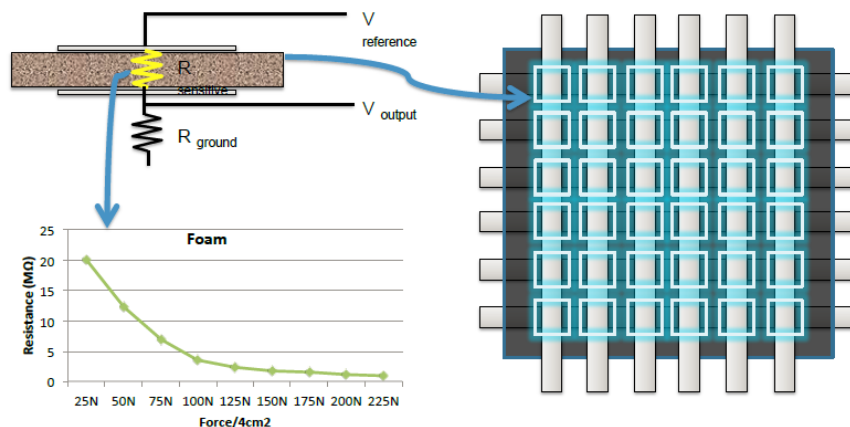 V
reference
R
sensitive
V output
R ground
Foam
Resistance (MΩ)
25
20
15
10
5
0
25N 50N 75N 100N 125N 150N 175N 200N 225N
Force/4cm2